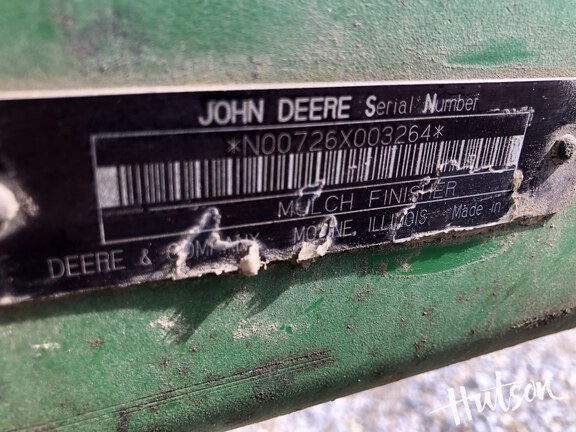 JOHN DEERE Serial Number
*N00726X003264*
MULCH FINISHER
DEERE & COMPANY MOLINE, ILLINOIS Made in
Hutson